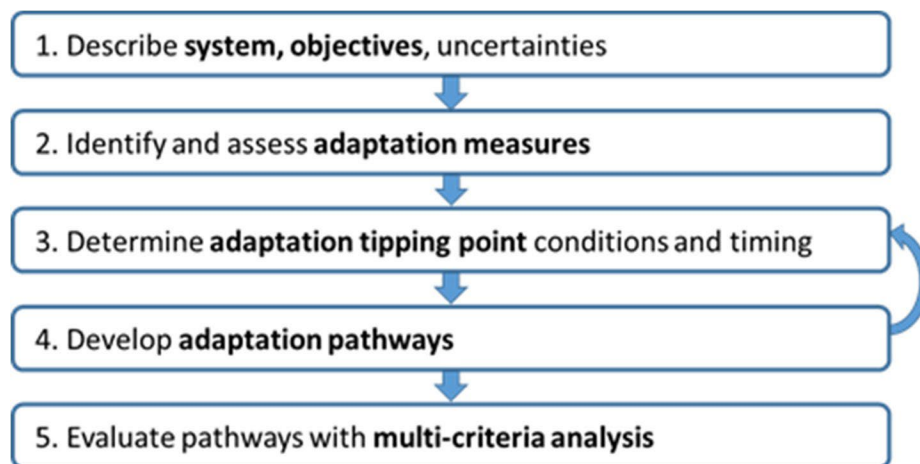 1. Describe system, objectives, uncertainties
2. Identify and assess adaptation measures
3. Determine adaptation tipping point conditions and timing
4. Develop adaptation pathways
5. Evaluate pathways with multi-criteria analysis